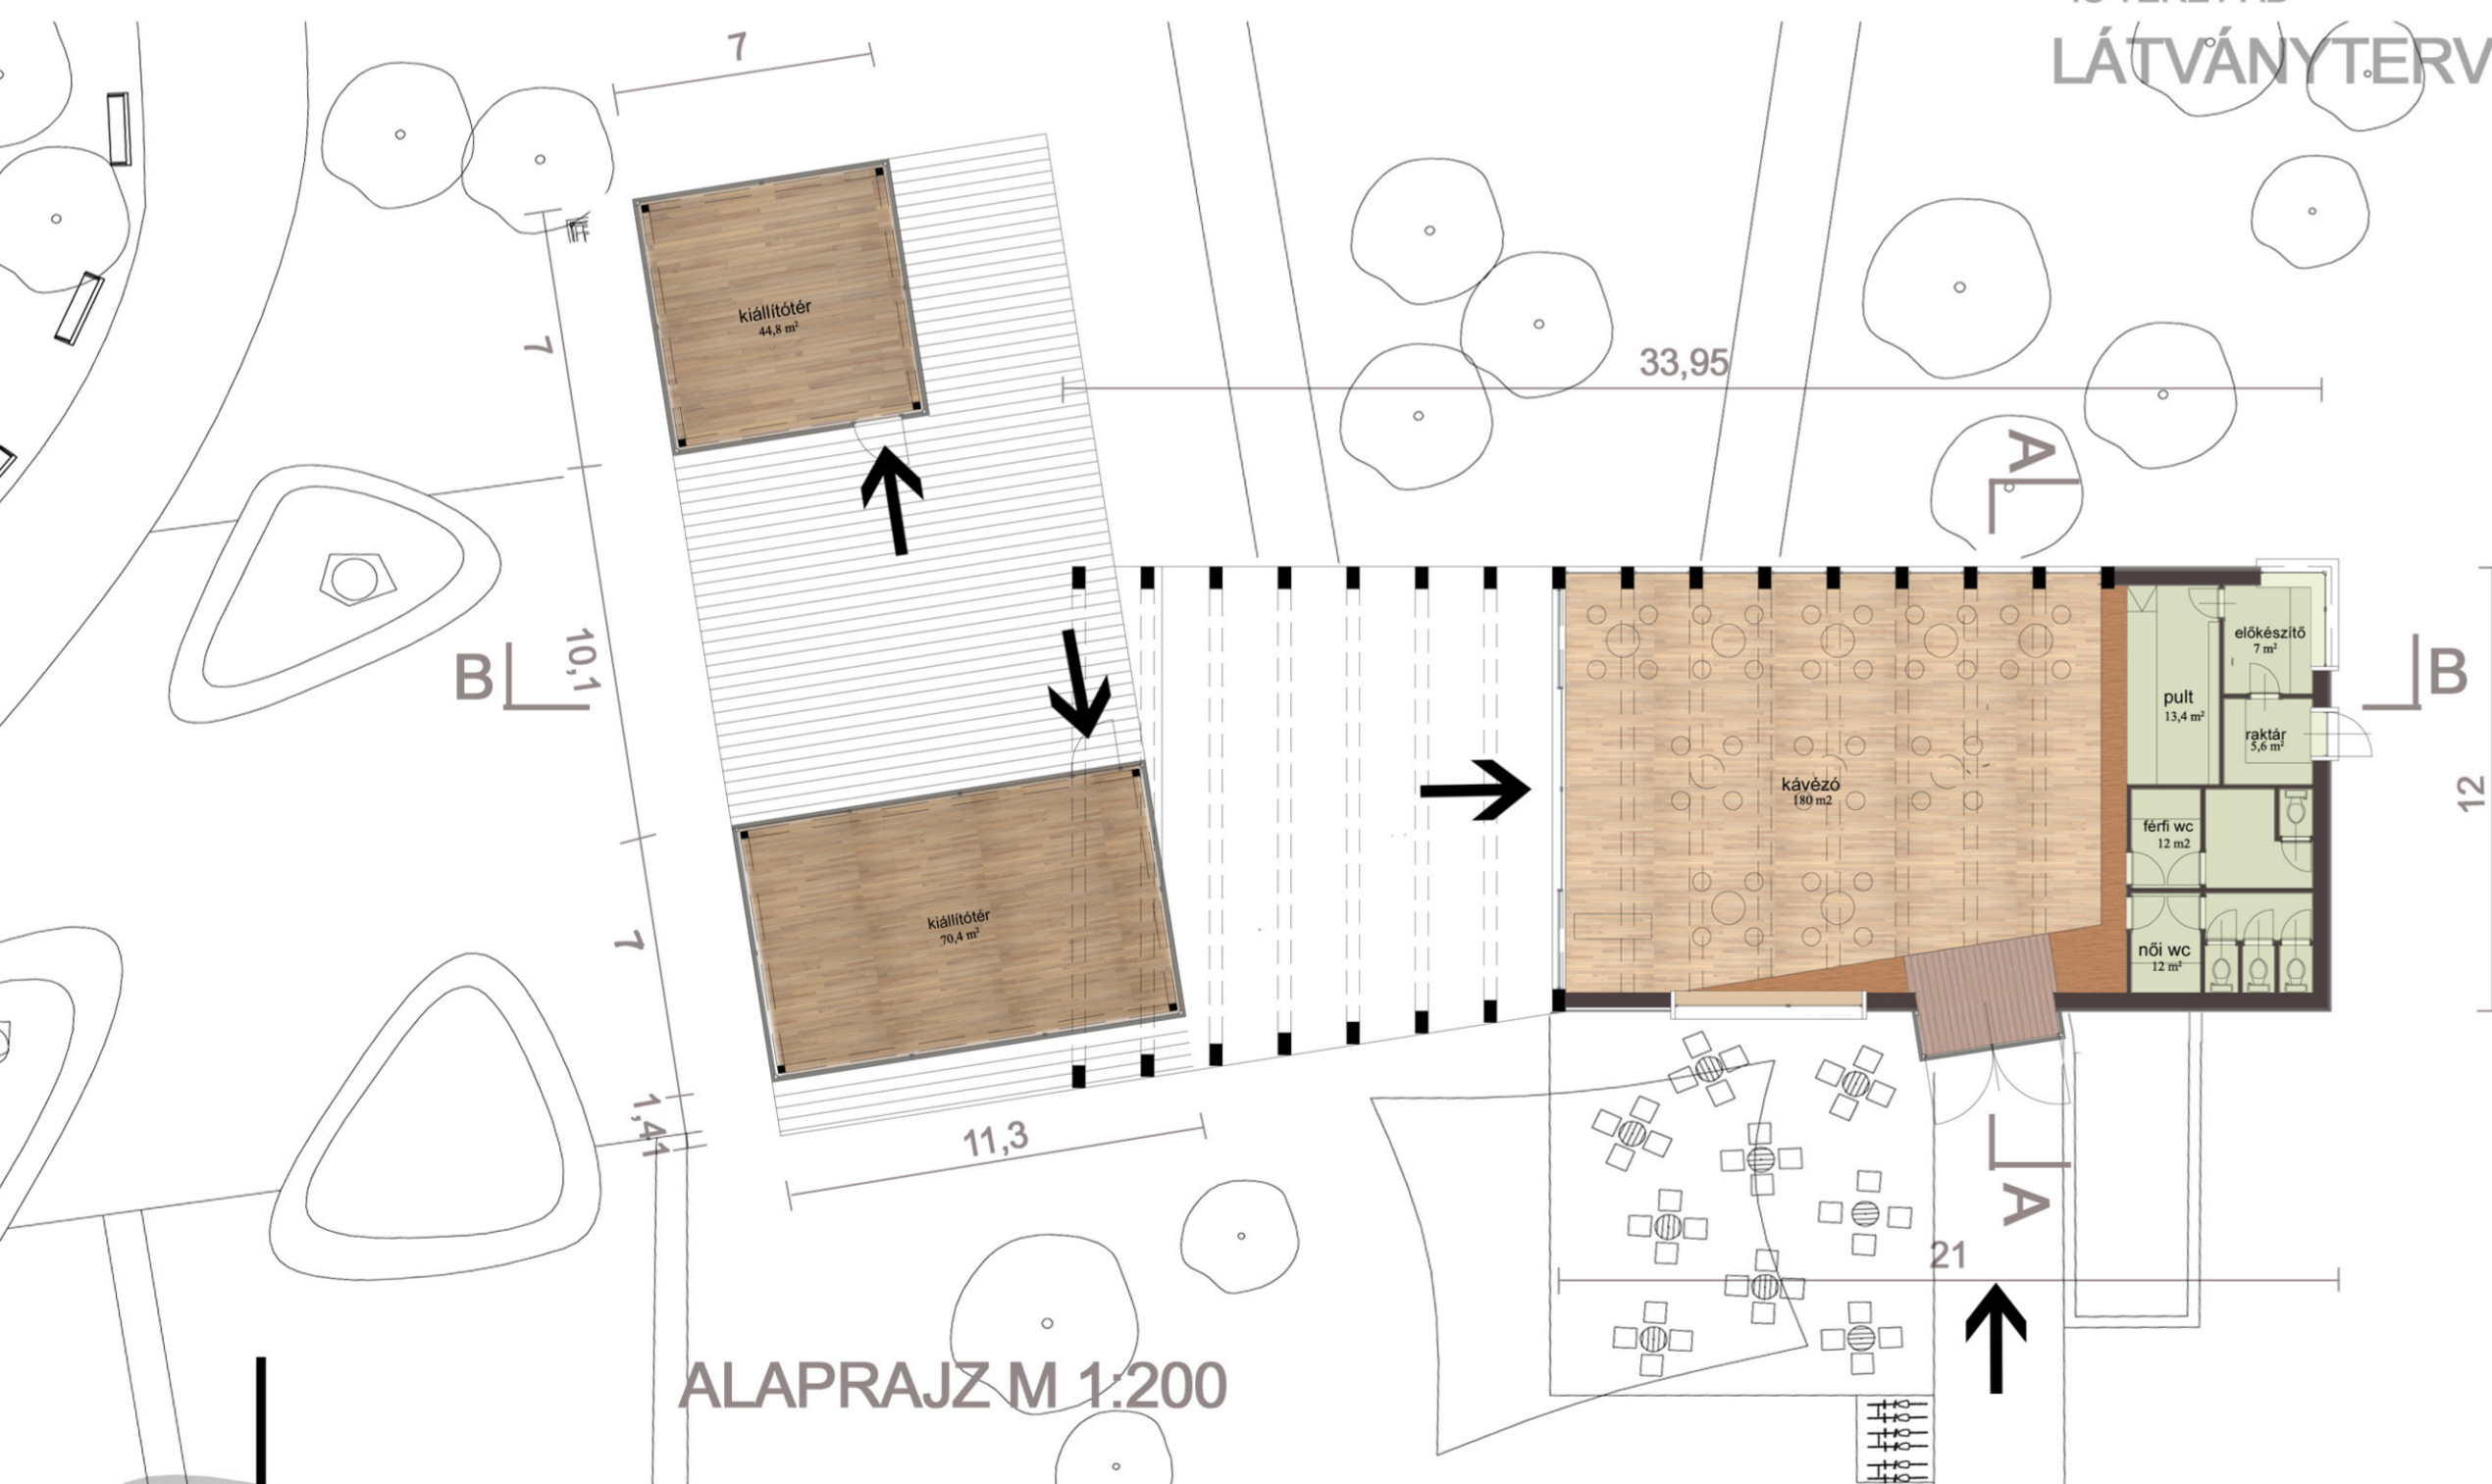 LÁTVÁNYTERV
7
kiállítótér
44,8 m²
7
33,95
A
10,1
B
B
előkészítő
7 m²
pult
13,4 m²
raktár
5,6 m²
kávézó
180 m2
12
férfi wc
12 m2
kiállítótér
70,4 m²
7
női wc
12 m²
1,41
11,3
A
21
ALAPRAJZ M 1:200